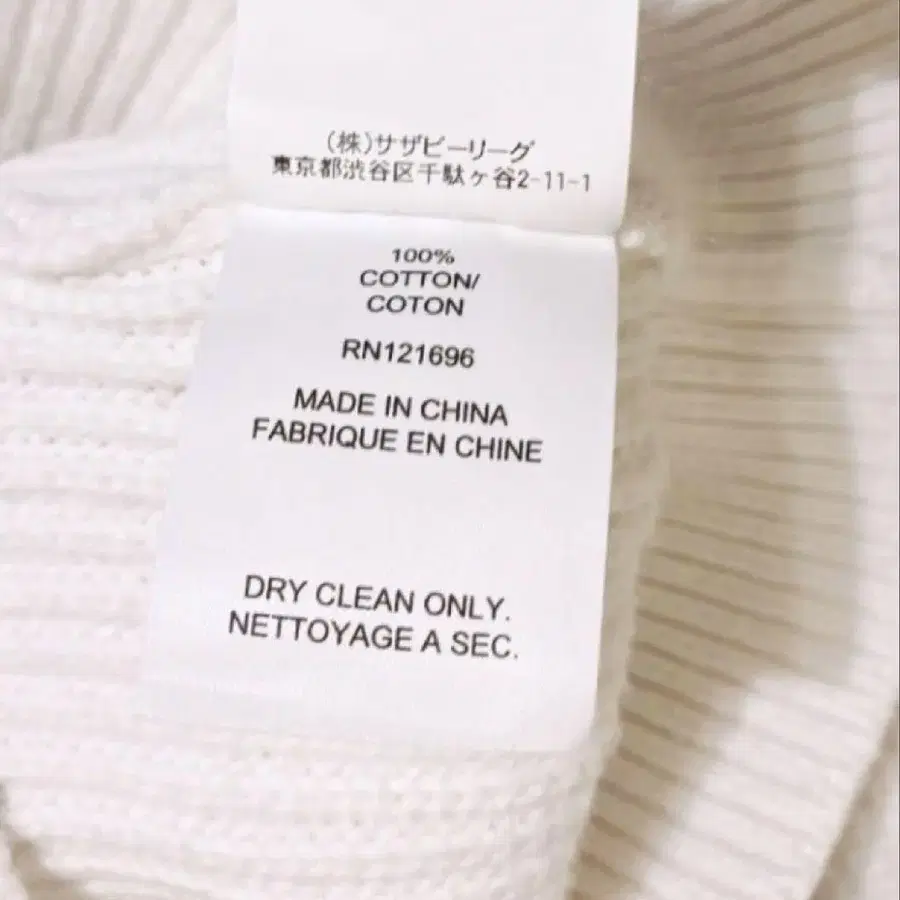 (株)サザビーリーグ
東京都渋谷区千駄ヶ谷2-11-1
100%
COTTON/
COTON
RN121696
MADE IN CHINA
FABRIQUE EN CHINE
DRY CLEAN ONLY.
NETTOYAGE A SEC.